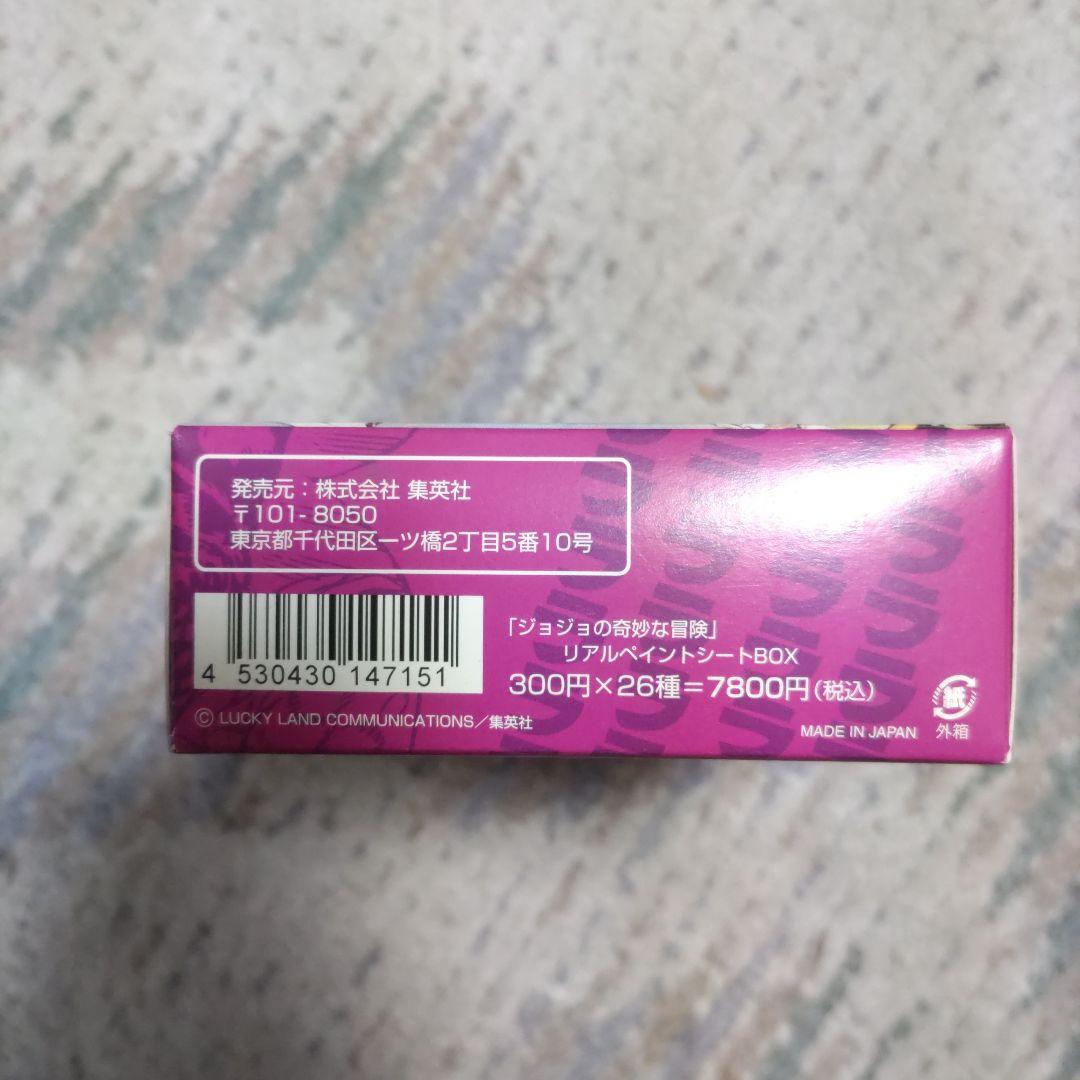 発売元：株式会社 集英社
〒101-8050
東京都千代田区一ツ橋2丁目5番10号
4 530430 147151
「ジョジョの奇妙な冒険」
リアルペイントシートBOX
300円×26種＝7800円（税込）
© LUCKY LAND COMMUNICATIONS／集英社
MADE IN JAPAN
紙
外箱